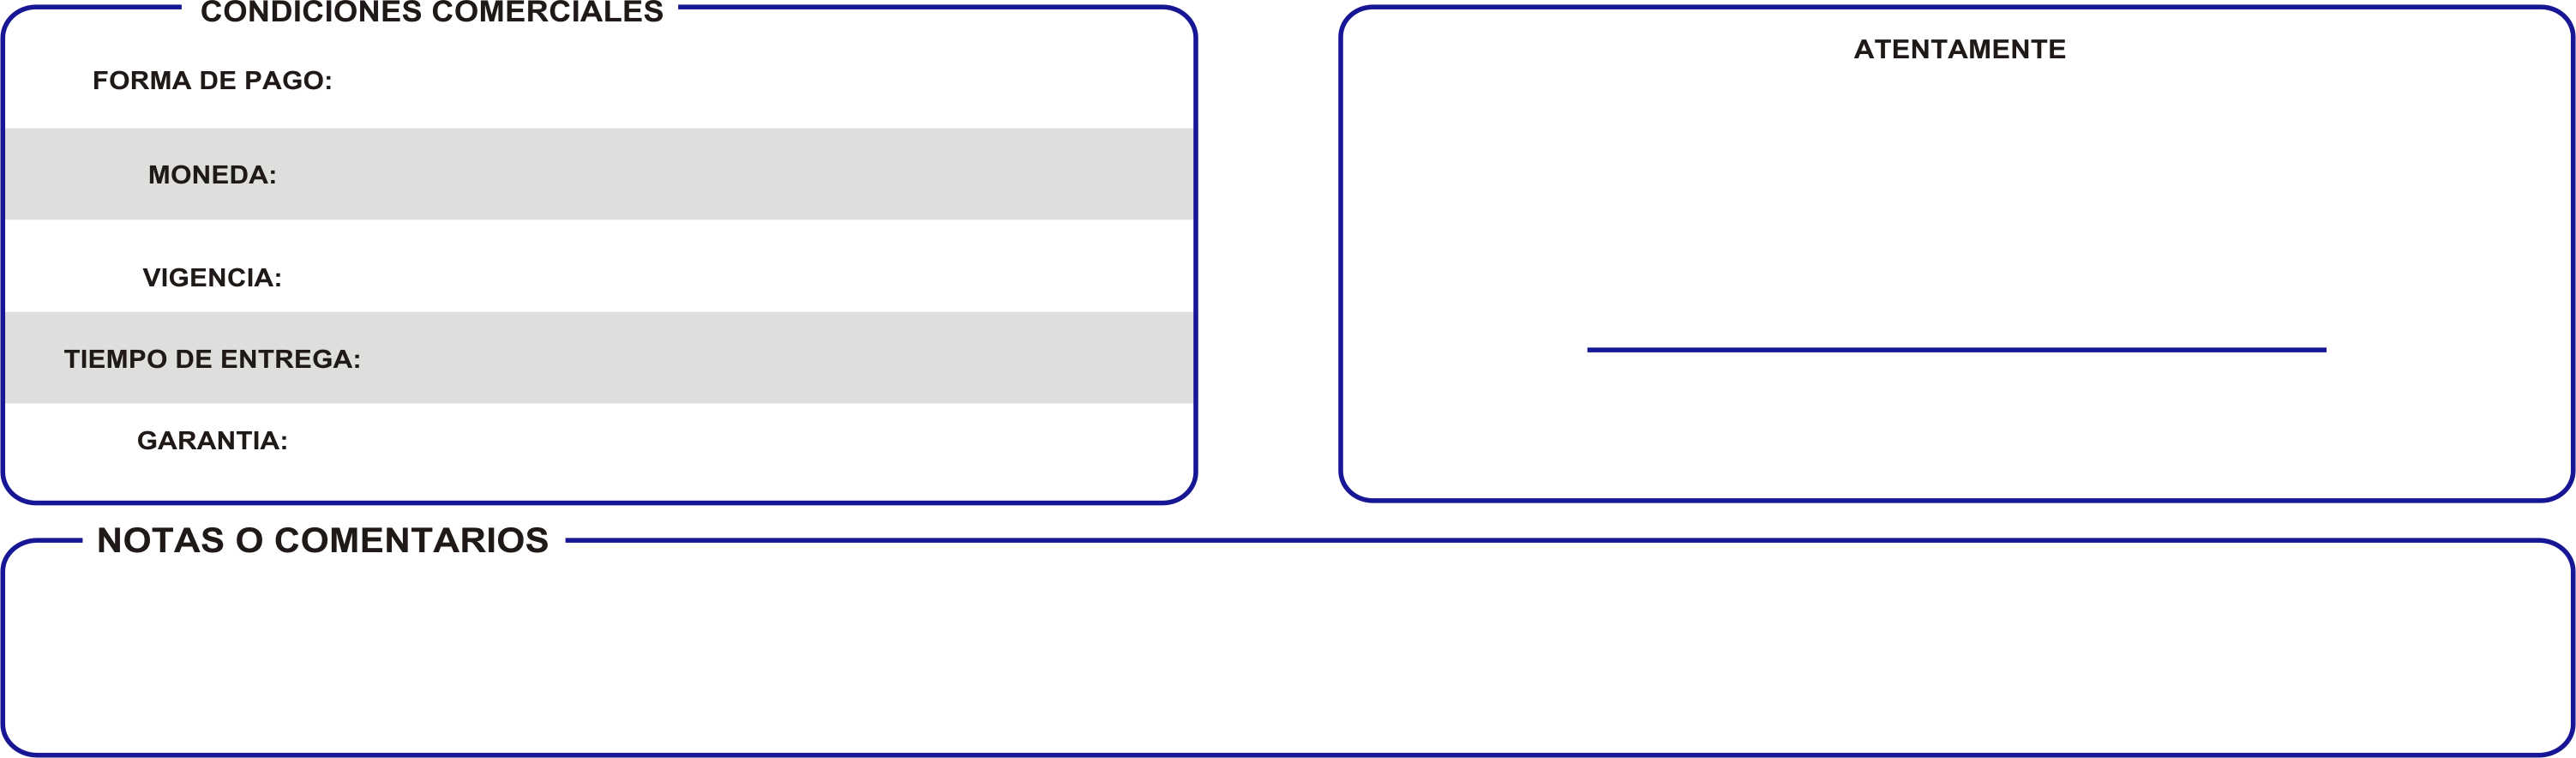 CONDICIONES COMERCIALES
FORMA DE PAGO:
MONEDA:
VIGENCIA:
TIEMPO DE ENTREGA:
GARANTIA:
ATENTAMENTE
NOTAS O COMENTARIOS